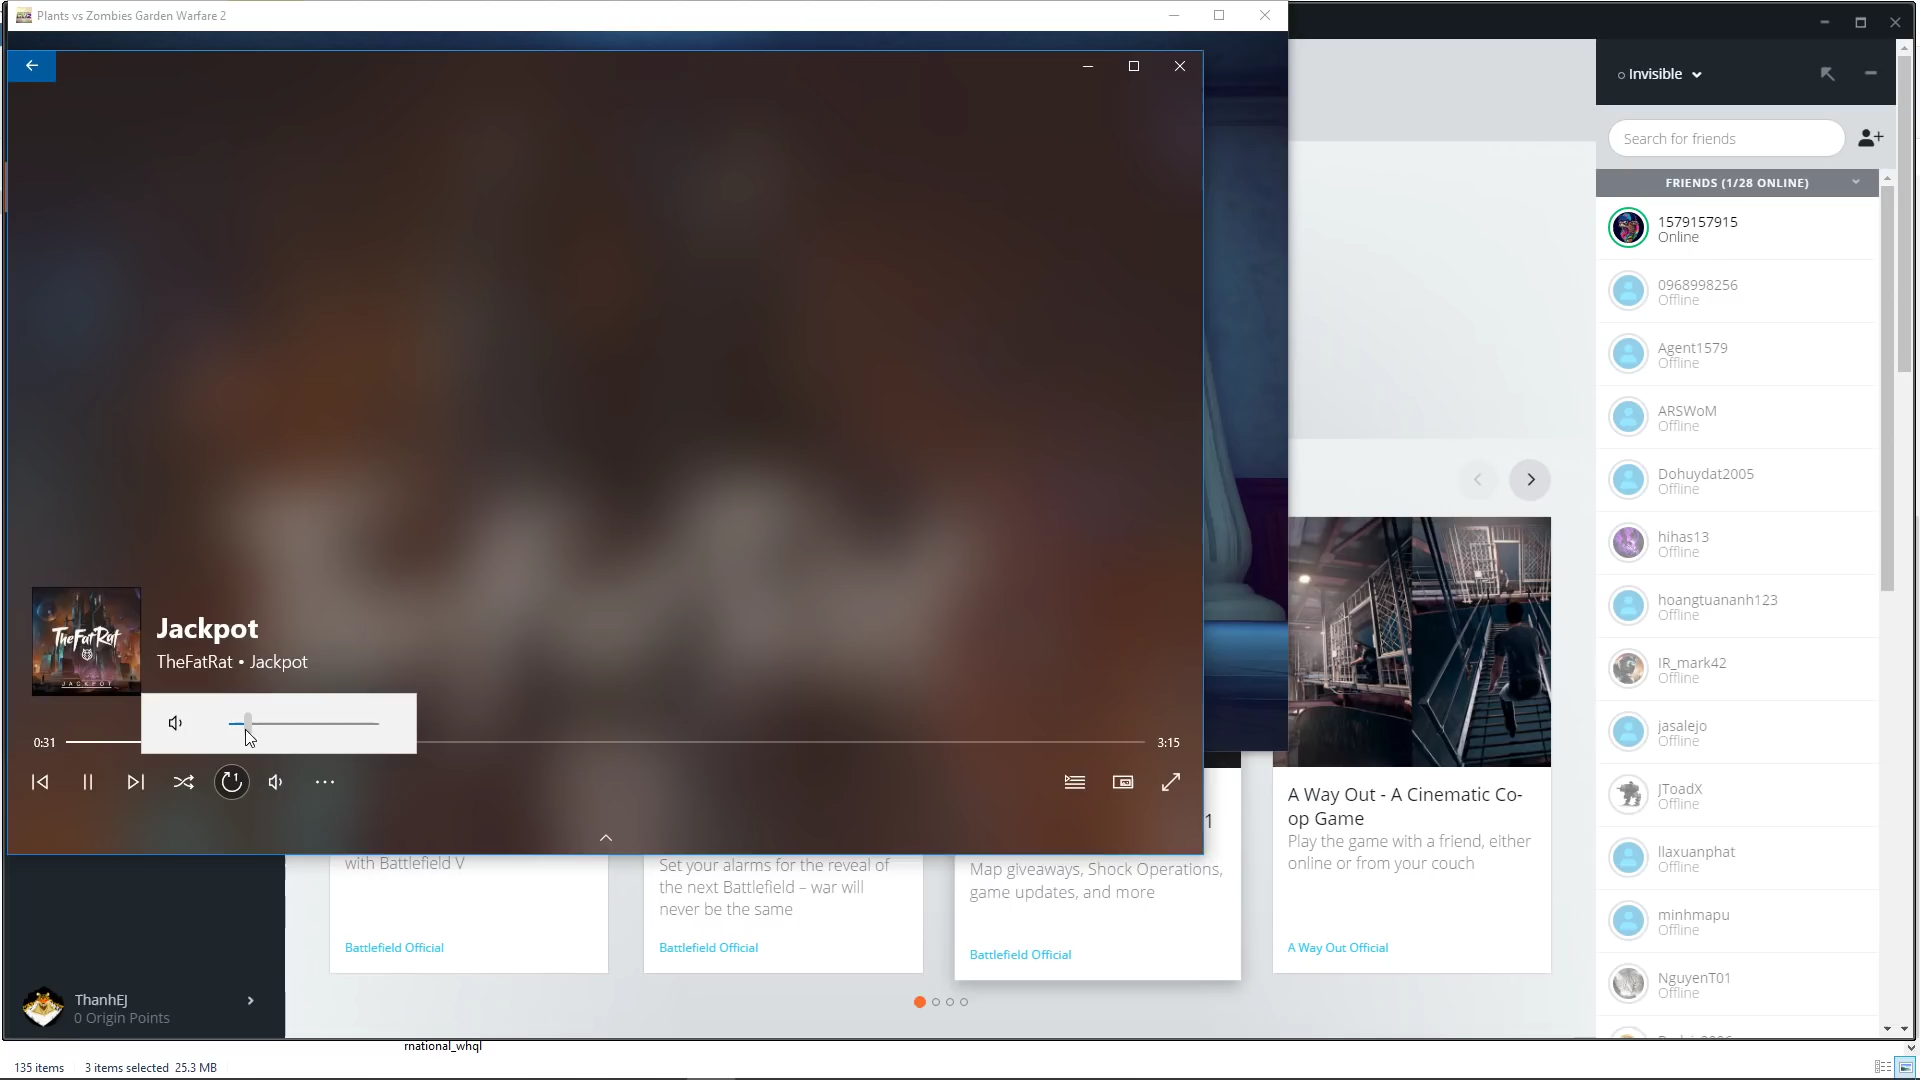 Plants vs Zombies Garden Warfare 2
Invisible
Search for friends
FRIENDS (1/28 ONLINE)
1579157915
Online
0968998256
Offline
Agent1579
Offline
ARSWoM
Offline
Dohuydat2005
Offline
hihas13
Offline
hoangtuananh123
Offline
IR_mark42
Offline
jasalejo
Offline
JToadX
Offline
llaxuanphat
Offline
minhmapu
Offline
NguyenT01
Offline
TheFatRat
JACKPOT
Jackpot
TheFatRat • Jackpot
0:31
3:15
1
with Battlefield V
Battlefield Official
Set your alarms for the reveal of
the next Battlefield – war will
never be the same
Battlefield Official
1
Map giveaways, Shock Operations,
game updates, and more
Battlefield Official
A Way Out - A Cinematic Co-
op Game
Play the game with a friend, either
online or from your couch
A Way Out Official
ThanhEJ
0 Origin Points
rnational_whql
135 items
3 items selected 25.3 MB